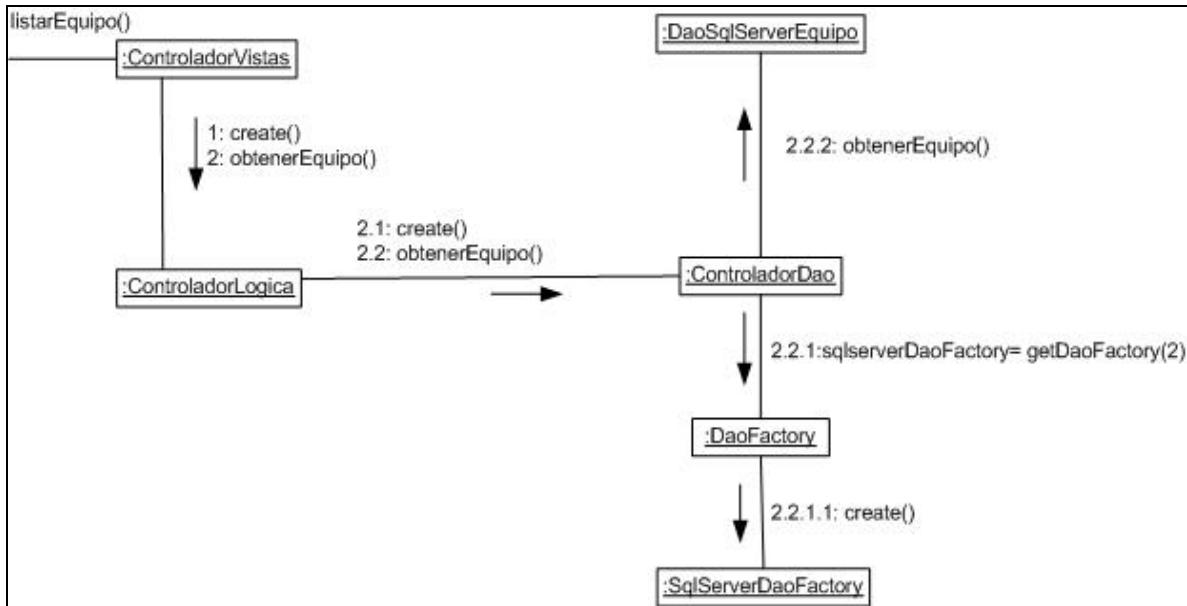 listarEquipo()
:ControladorVistas
:DaoSqlServerEquipo
1: create()
2: obtenerEquipo()
2.2.2: obtenerEquipo()
2.1: create()
2.2: obtenerEquipo()
:ControladorLogica
:ControladorDao
2.2.1:sqlserverDaoFactory= getDaoFactory(2)
:DaoFactory
2.2.1.1: create()
:SqlServerDaoFactory